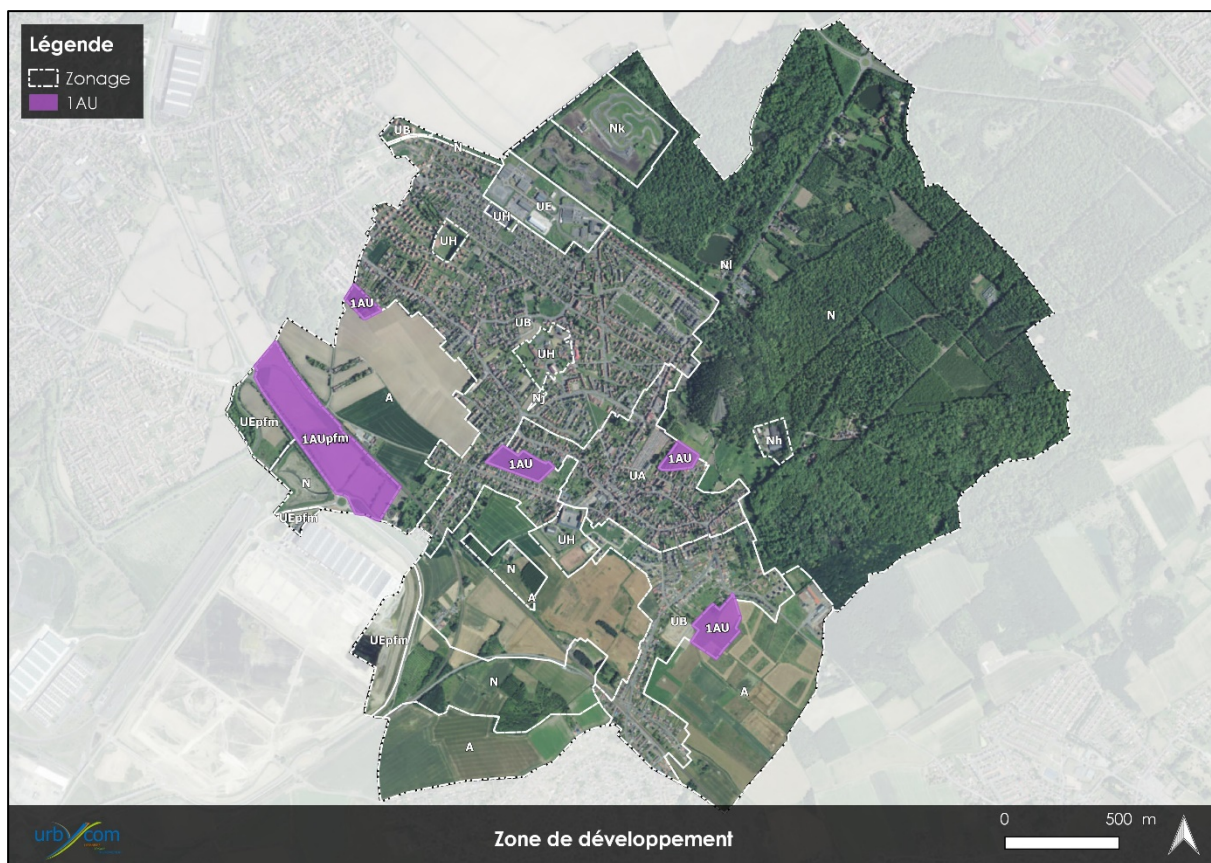 Légende
Zonage
1AU
UB
N
Nk
UE
UH
UH
Nl
1AU
UB
N
UH
A
Nj
UEpfm
1AUpfm
Nh
1AU
1AU
UA
N
UEpfm
UH
N
A
1AU
UB
UEpfm
N
A
A
urbycom
Zone de développement
0 500 m